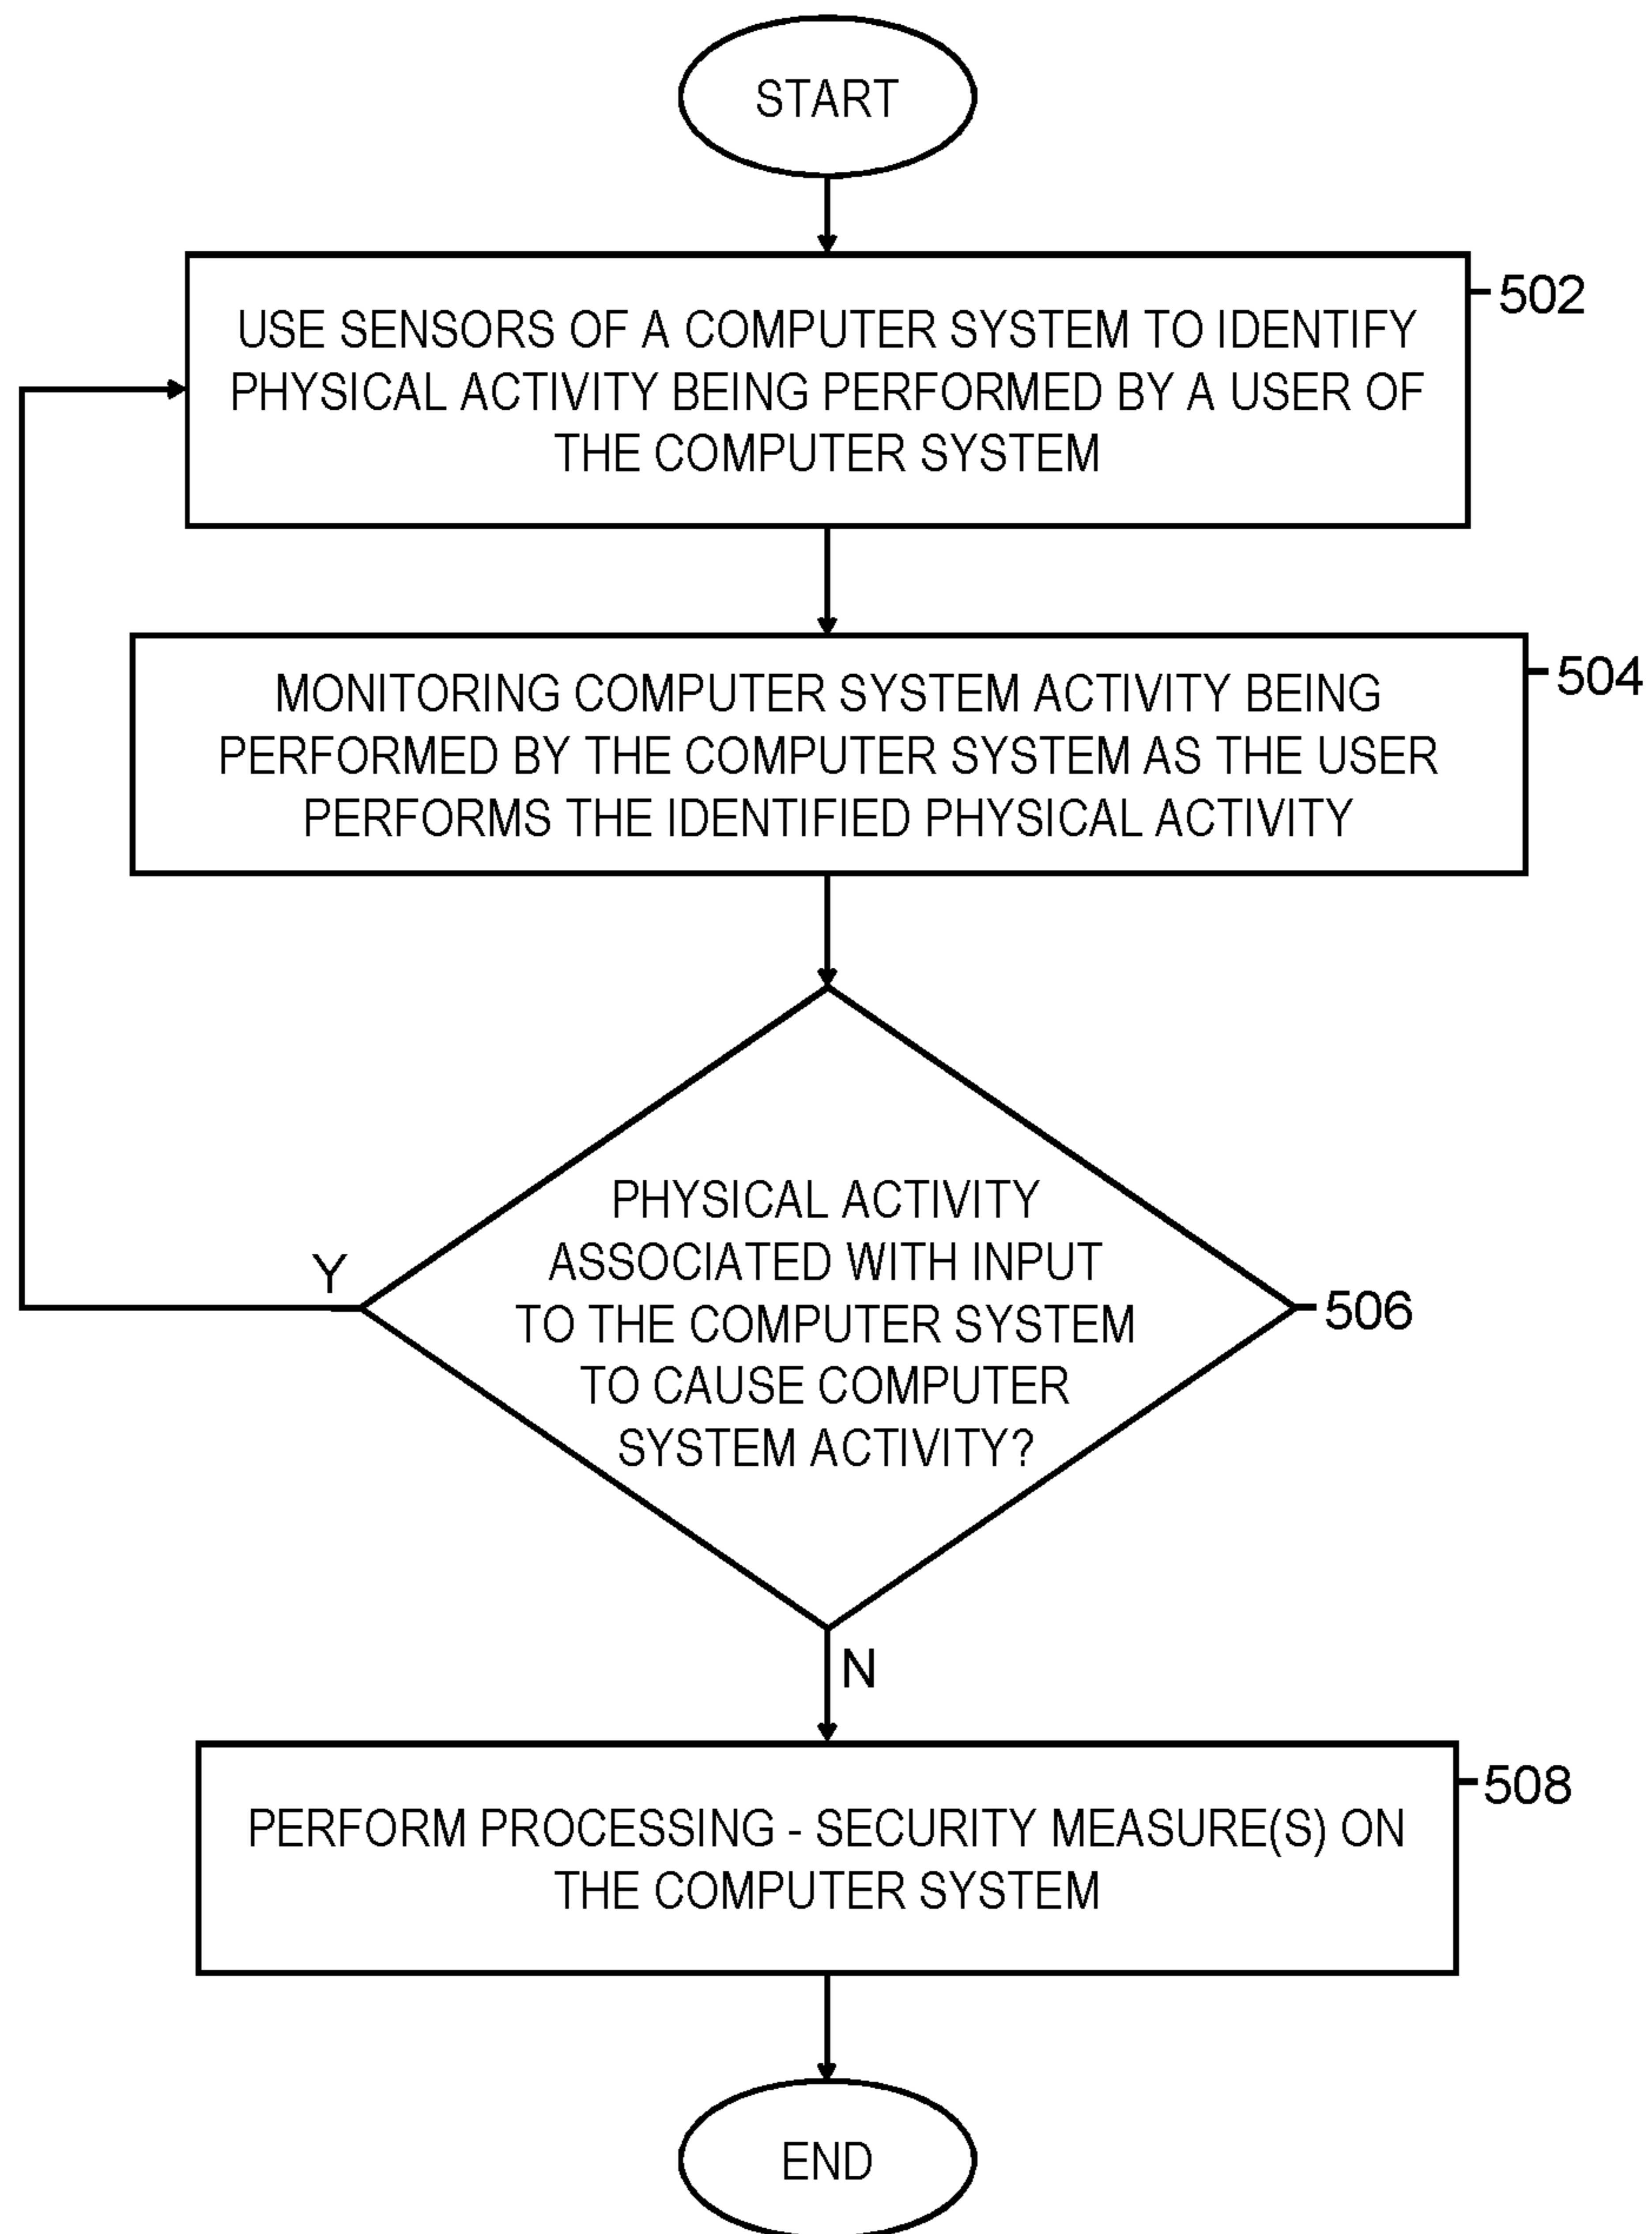 START
502
USE SENSORS OF A COMPUTER SYSTEM TO IDENTIFY
PHYSICAL ACTIVITY BEING PERFORMED BY A USER OF
THE COMPUTER SYSTEM
504
MONITORING COMPUTER SYSTEM ACTIVITY BEING
PERFORMED BY THE COMPUTER SYSTEM AS THE USER
PERFORMS THE IDENTIFIED PHYSICAL ACTIVITY
PHYSICAL ACTIVITY
ASSOCIATED WITH INPUT
TO THE COMPUTER SYSTEM
TO CAUSE COMPUTER
SYSTEM ACTIVITY?
Y
506
N
508
PERFORM PROCESSING - SECURITY MEASURE(S) ON
THE COMPUTER SYSTEM
END